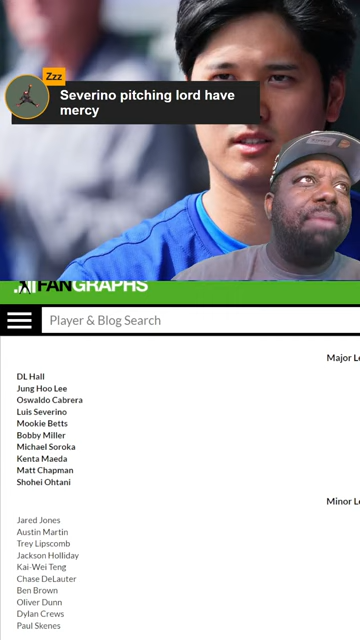 Zzz
Severino pitching lord have
mercy
FANGRAPHS
Player & Blog Search
Major Le
DL Hall
Jung Hoo Lee
Oswaldo Cabrera
Luis Severino
Mookie Betts
Bobby Miller
Michael Soroka
Kenta Maeda
Matt Chapman
Shohei Ohtani
Minor Le
Jared Jones
Austin Martin
Trey Lipscomb
Jackson Holliday
Kai-Wei Teng
Chase DeLauter
Ben Brown
Oliver Dunn
Dylan Crews
Paul Skenes